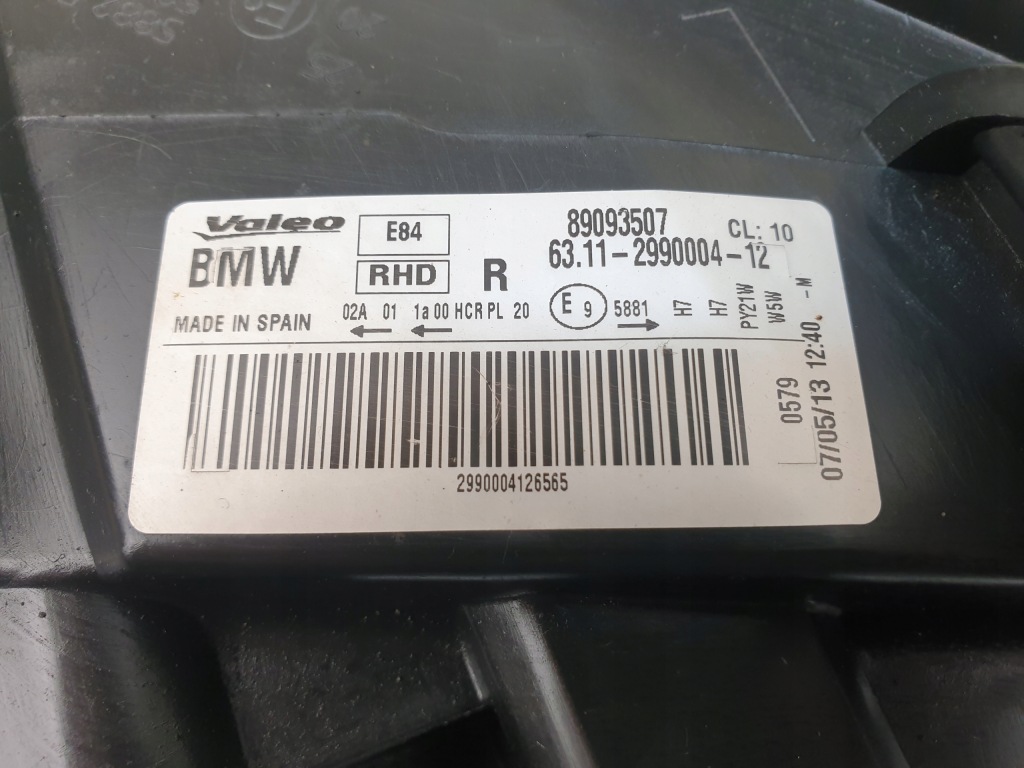 Valeo
BMW
MADE IN SPAIN
E84
RHD
R
89093507
63.11-2990004-12
CL: 10
02A 01 1a 00 HCR PL 20
E 9
5881
H7
H7
PY21W
W5W
0579
07/05/13 12:40 -M
2990004126565